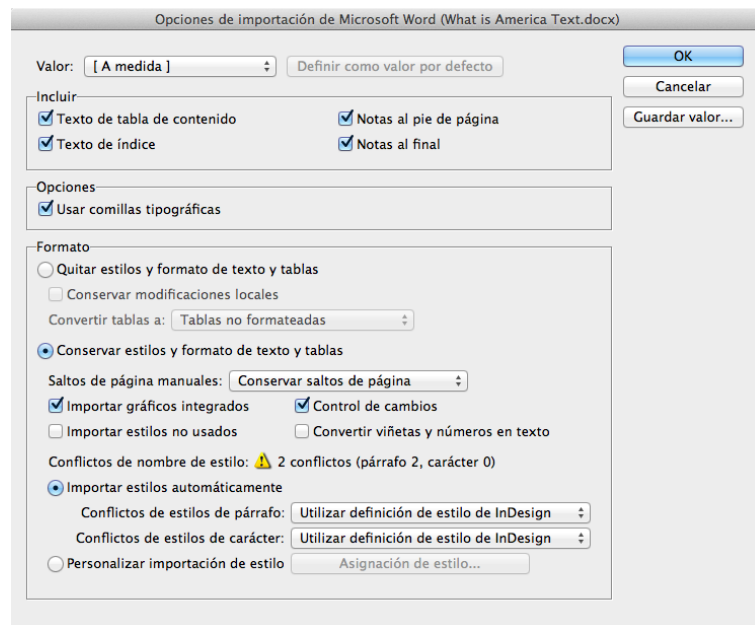 Opciones de importación de Microsoft Word (What is America Text.docx)
Valor: [ A medida ] Definir como valor por defecto
OK
Cancelar
Guardar valor...
Incluir
Texto de tabla de contenido Notas al pie de página
Texto de índice Notas al final
Opciones
Usar comillas tipográficas
Formato
Quitar estilos y formato de texto y tablas
Conservar modificaciones locales
Convertir tablas a: Tablas no formateadas
Conservar estilos y formato de texto y tablas
Saltos de página manuales: Conservar saltos de página
Importar gráficos integrados Control de cambios
Importar estilos no usados Convertir viñetas y números en texto
Conflictos de nombre de estilo: 2 conflictos (párrafo 2, carácter 0)
Importar estilos automáticamente
Conflictos de estilos de párrafo: Utilizar definición de estilo de InDesign
Conflictos de estilos de carácter: Utilizar definición de estilo de InDesign
Personalizar importación de estilo Asignación de estilo...